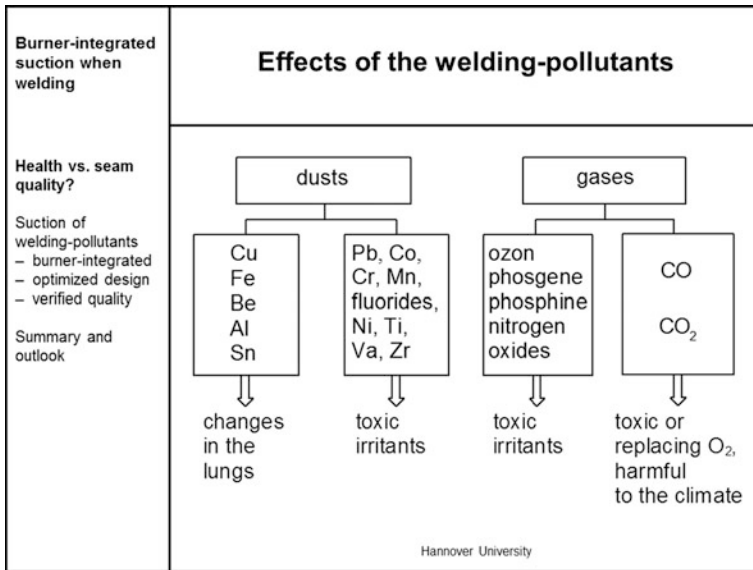 Burner-integrated
suction when
welding
Effects of the welding-pollutants
Health vs. seam
quality?
Suction of
welding-pollutants
– burner-integrated
– optimized design
– verified quality
Summary and
outlook
dusts
gases
Cu
Fe
Be
Al
Sn
Pb, Co,
Cr, Mn,
fluorides,
Ni, Ti,
Va, Zr
ozon
phosgene
phosphine
nitrogen
oxides
CO
CO₂
changes
in the
lungs
toxic
irritants
toxic
irritants
toxic or
replacing O₂,
harmful
to the climate
Hannover University